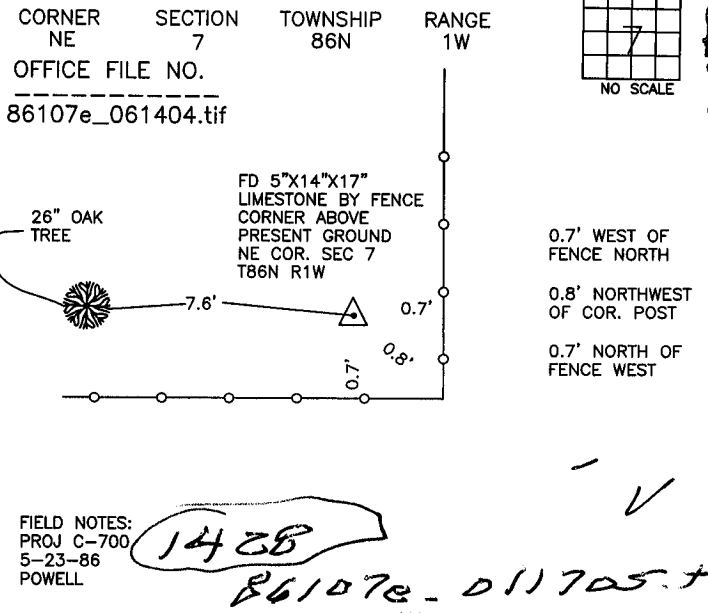 CORNER SECTION TOWNSHIP RANGE
NE 7 86N 1W
OFFICE FILE NO.
86107e_061404.tif
7
NO SCALE
FD 5"X14"X17"
LIMESTONE BY FENCE
CORNER ABOVE
PRESENT GROUND
NE COR. SEC 7
T86N R1W
26" OAK
TREE
7.6'
0.7'
0.8'
0.7'
0.7' WEST OF
FENCE NORTH
0.8' NORTHWEST
OF COR. POST
0.7' NORTH OF
FENCE WEST
FIELD NOTES:
PROJ C-700
5-23-86
POWELL
1428
86107e_011705.t